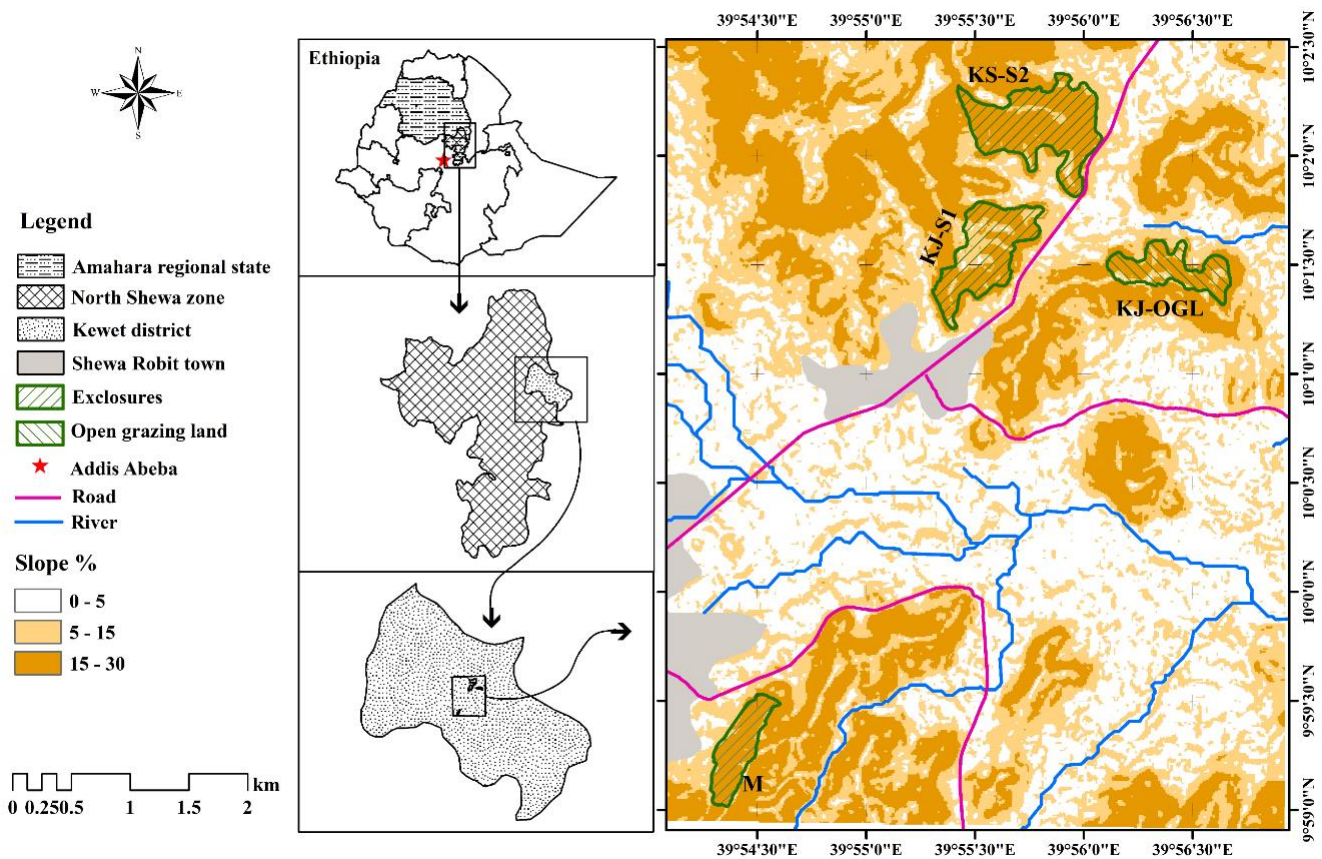 N
W
E
S
Legend
Amahara regional state
North Shewa zone
Kewet district
Shewa Robit town
Exclosures
Open grazing land
Addis Abeba
Road
River
Slope %
0 - 5
5 - 15
15 - 30
km
0 0.25 0.5 1 1.5 2
Ethiopia
39°54'30"E 39°55'0"E 39°55'30"E 39°56'0"E 39°56'30"E
KS-S2
KJ-S1
KJ-OGL
M
10°2'30"N
10°2'0"N
10°1'30"N
10°1'0"N
10°0'30"N
10°0'0"N
9°59'30"N
9°59'0"N
39°54'30"E 39°55'0"E 39°55'30"E 39°56'0"E 39°56'30"E